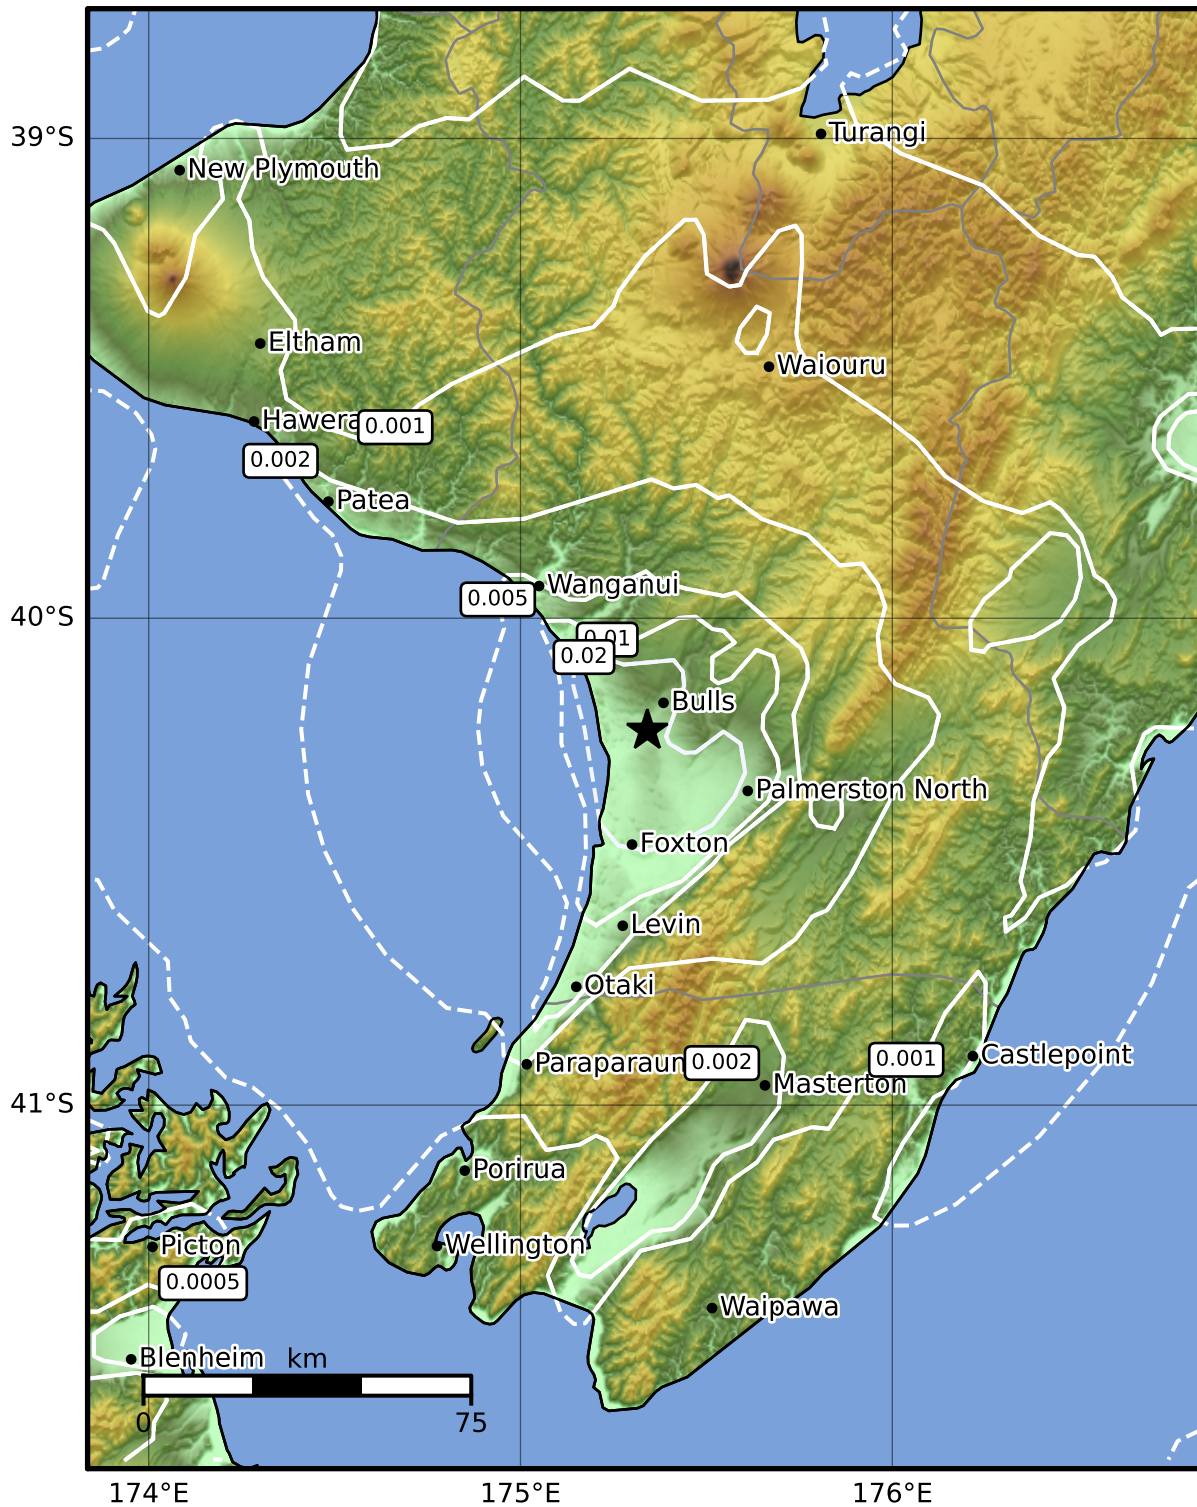 39°S
Turangi
New Plymouth
Eltham
Waiouru
Hawera
0.001
0.002
Patea
Wanganui
0.005
0.01
0.02
40°S
Bulls
Palmerston North
Foxton
Levin
Otaki
Paraparaum
0.002
0.001
Castlepoint
Masterton
41°S
Porirua
Picton
Wellington
0.0005
Waipawa
Blenheim
km
0
75
174°E
175°E
176°E